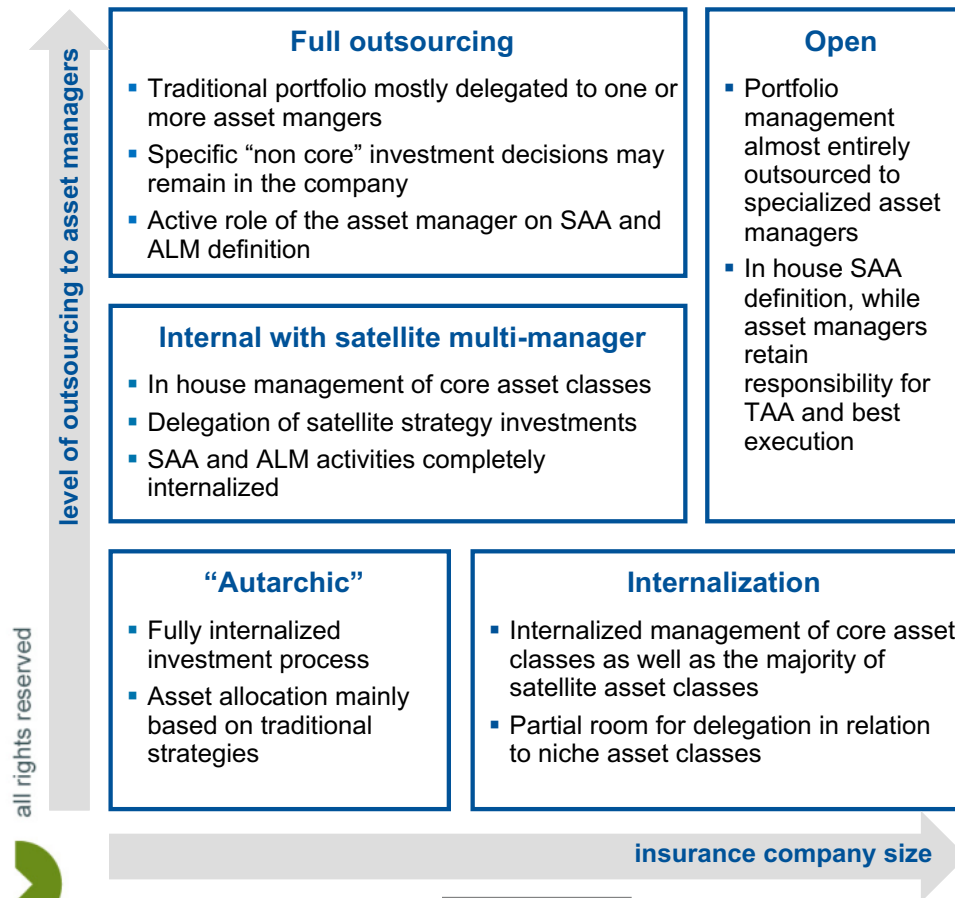 level of outsourcing to asset managers
Full outsourcing
▪ Traditional portfolio mostly delegated to one or
more asset mangers
▪ Specific “non core” investment decisions may
remain in the company
▪ Active role of the asset manager on SAA and
ALM definition
Open
▪ Portfolio
management
almost entirely
outsourced to
specialized asset
managers
▪ In house SAA
definition, while
asset managers
retain
responsibility for
TAA and best
execution
Internal with satellite multi-manager
▪ In house management of core asset classes
▪ Delegation of satellite strategy investments
▪ SAA and ALM activities completely
internalized
“Autarchic”
▪ Fully internalized
investment process
▪ Asset allocation mainly
based on traditional
strategies
Internalization
▪ Internalized management of core asset
classes as well as the majority of
satellite asset classes
▪ Partial room for delegation in relation
to niche asset classes
insurance company size
all rights reserved